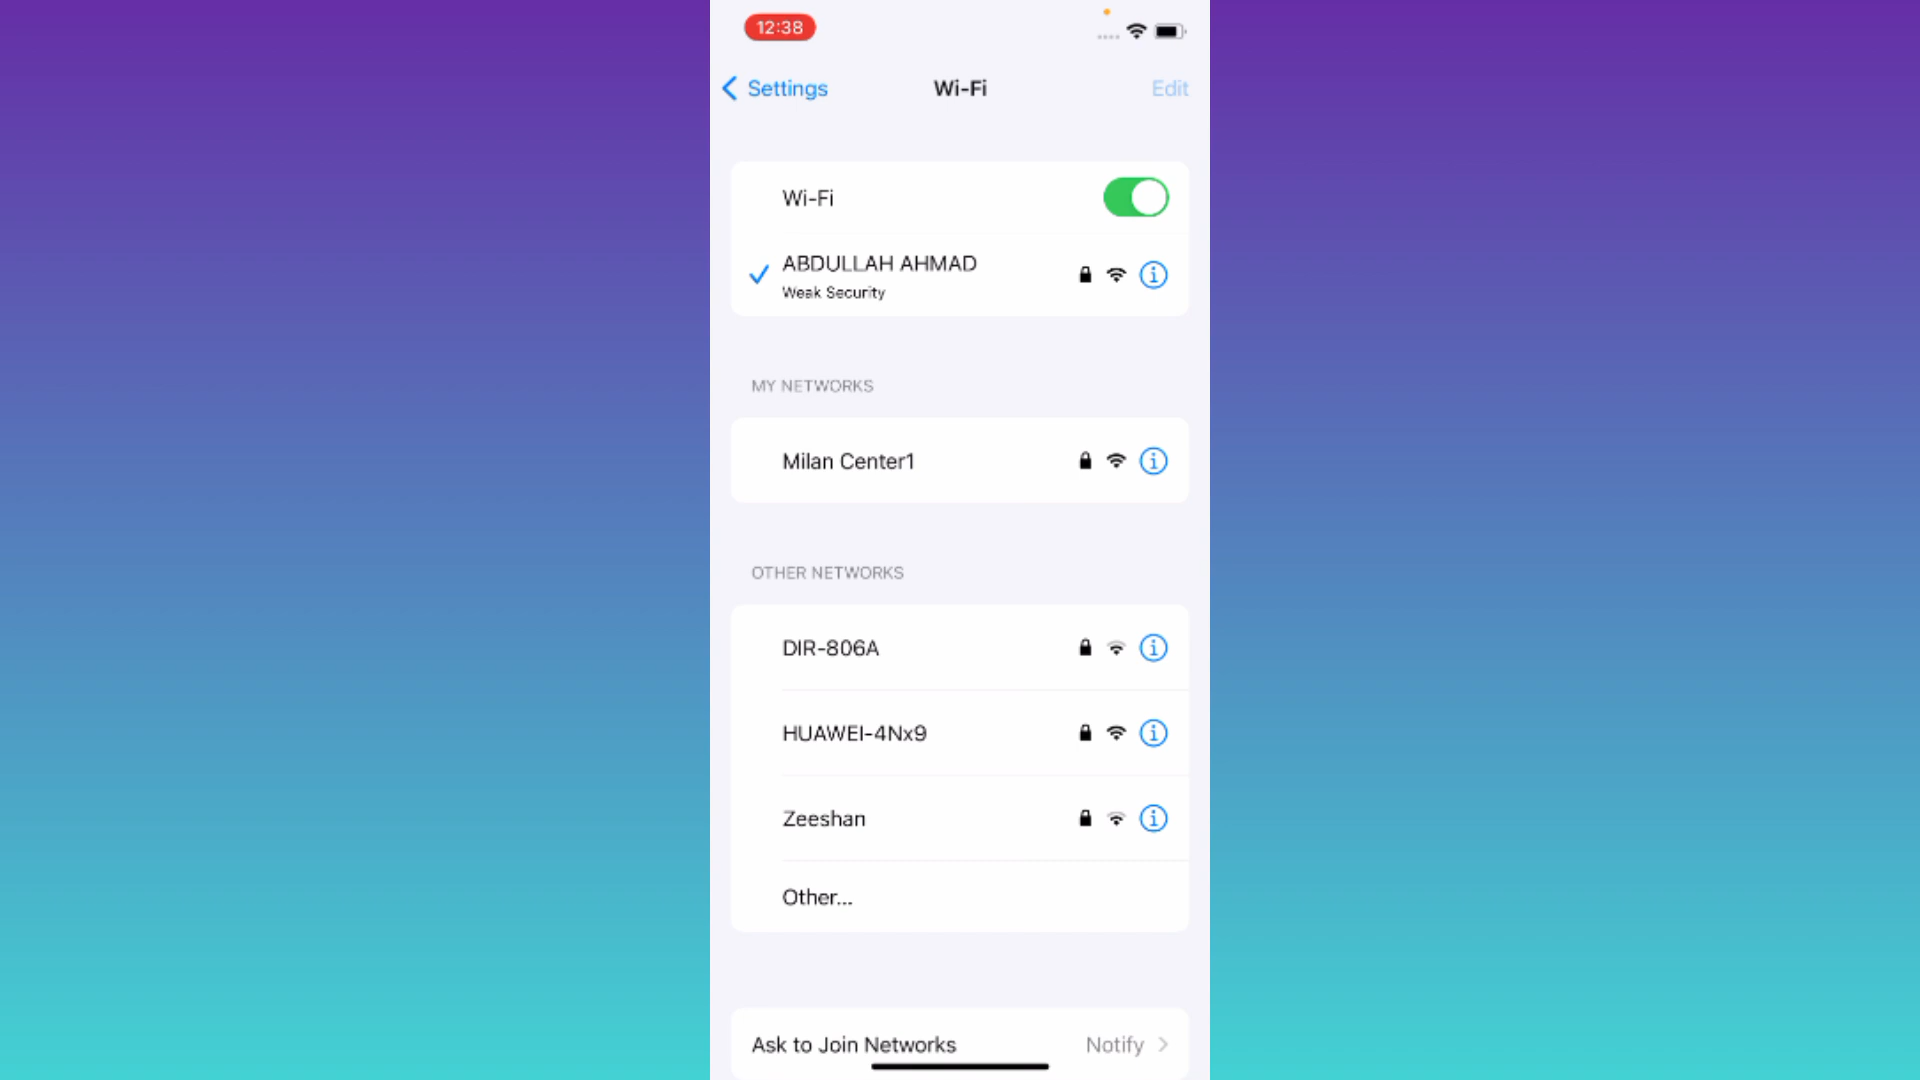 12:38
Settings
Wi-Fi
Edit
Wi-Fi
ABDULLAH AHMAD
Weak Security
MY NETWORKS
Milan Center1
OTHER NETWORKS
DIR-806A
HUAWEI-4Nx9
Zeeshan
Other...
Ask to Join Networks
Notify